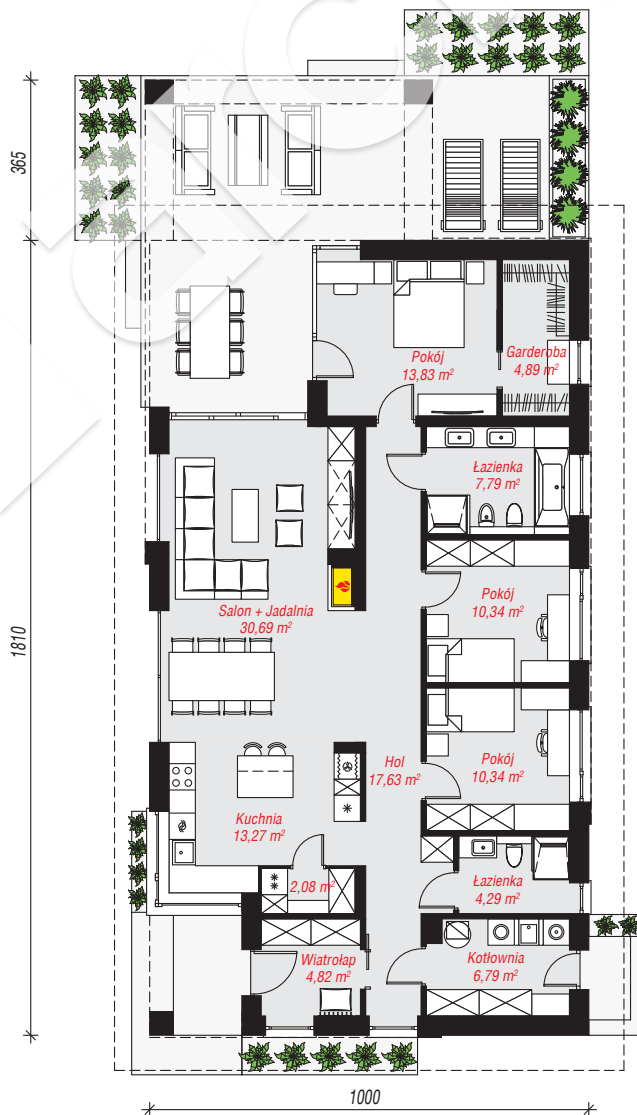 365
Pokój
13,83 m²
Garderoba
4,89 m²
Łazienka
7,79 m²
Pokój
10,34 m²
Salon + Jadalnia
30,69 m²
1810
Hol
17,63 m²
Pokój
10,34 m²
Kuchnia
13,27 m²
2,08 m²
Łazienka
4,29 m²
Wiatrołap
4,82 m²
Kotłownia
6,79 m²
1000